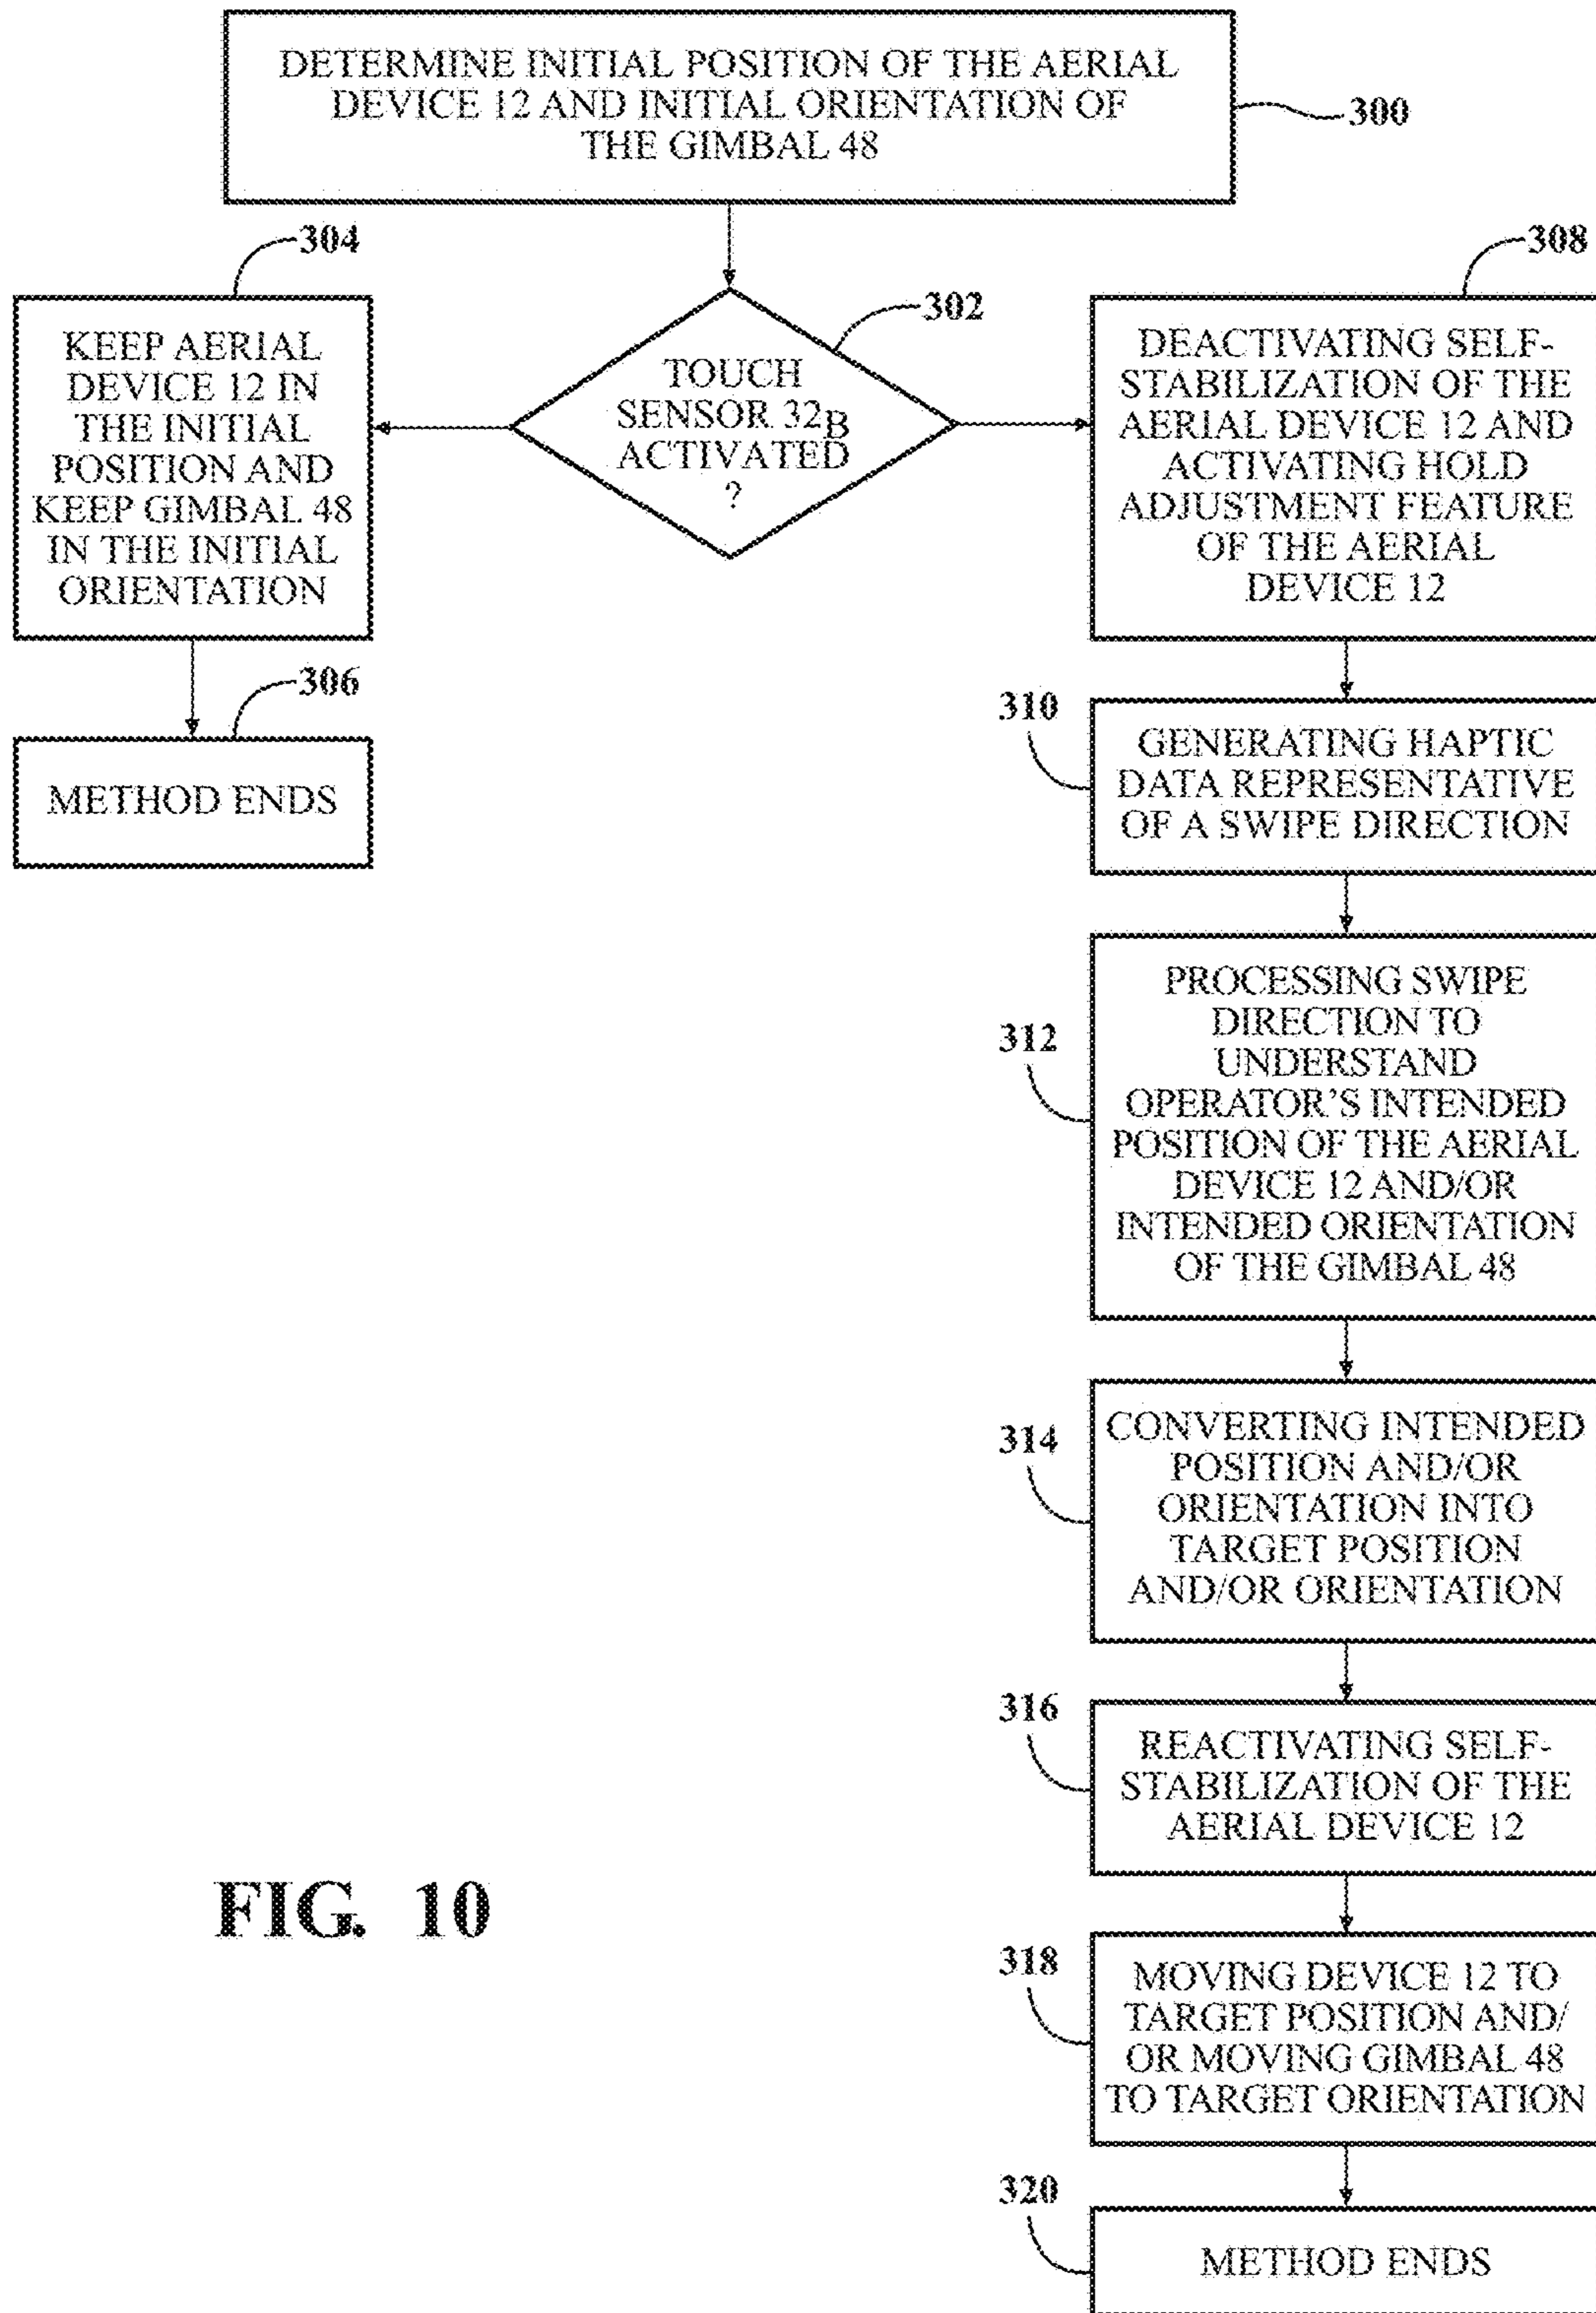 DETERMINE INITIAL POSITION OF THE AERIAL
DEVICE 12 AND INITIAL ORIENTATION OF
THE GIMBAL 48
300
304
KEEP AERIAL
DEVICE 12 IN
THE INITIAL
POSITION AND
KEEP GIMBAL 48
IN THE INITIAL
ORIENTATION
306
METHOD ENDS
302
TOUCH
SENSOR 32B
ACTIVATED
?
308
DEACTIVATING SELF-
STABILIZATION OF THE
AERIAL DEVICE 12 AND
ACTIVATING HOLD
ADJUSTMENT FEATURE
OF THE AERIAL
DEVICE 12
310
GENERATING HAPTIC
DATA REPRESENTATIVE
OF A SWIPE DIRECTION
312
PROCESSING SWIPE
DIRECTION TO
UNDERSTAND
OPERATOR'S INTENDED
POSITION OF THE AERIAL
DEVICE 12 AND/OR
INTENDED ORIENTATION
OF THE GIMBAL 48
314
CONVERTING INTENDED
POSITION AND/OR
ORIENTATION INTO
TARGET POSITION
AND/OR ORIENTATION
316
REACTIVATING SELF-
STABILIZATION OF THE
AERIAL DEVICE 12
318
MOVING DEVICE 12 TO
TARGET POSITION AND/
OR MOVING GIMBAL 48
TO TARGET ORIENTATION
320
METHOD ENDS
FIG. 10